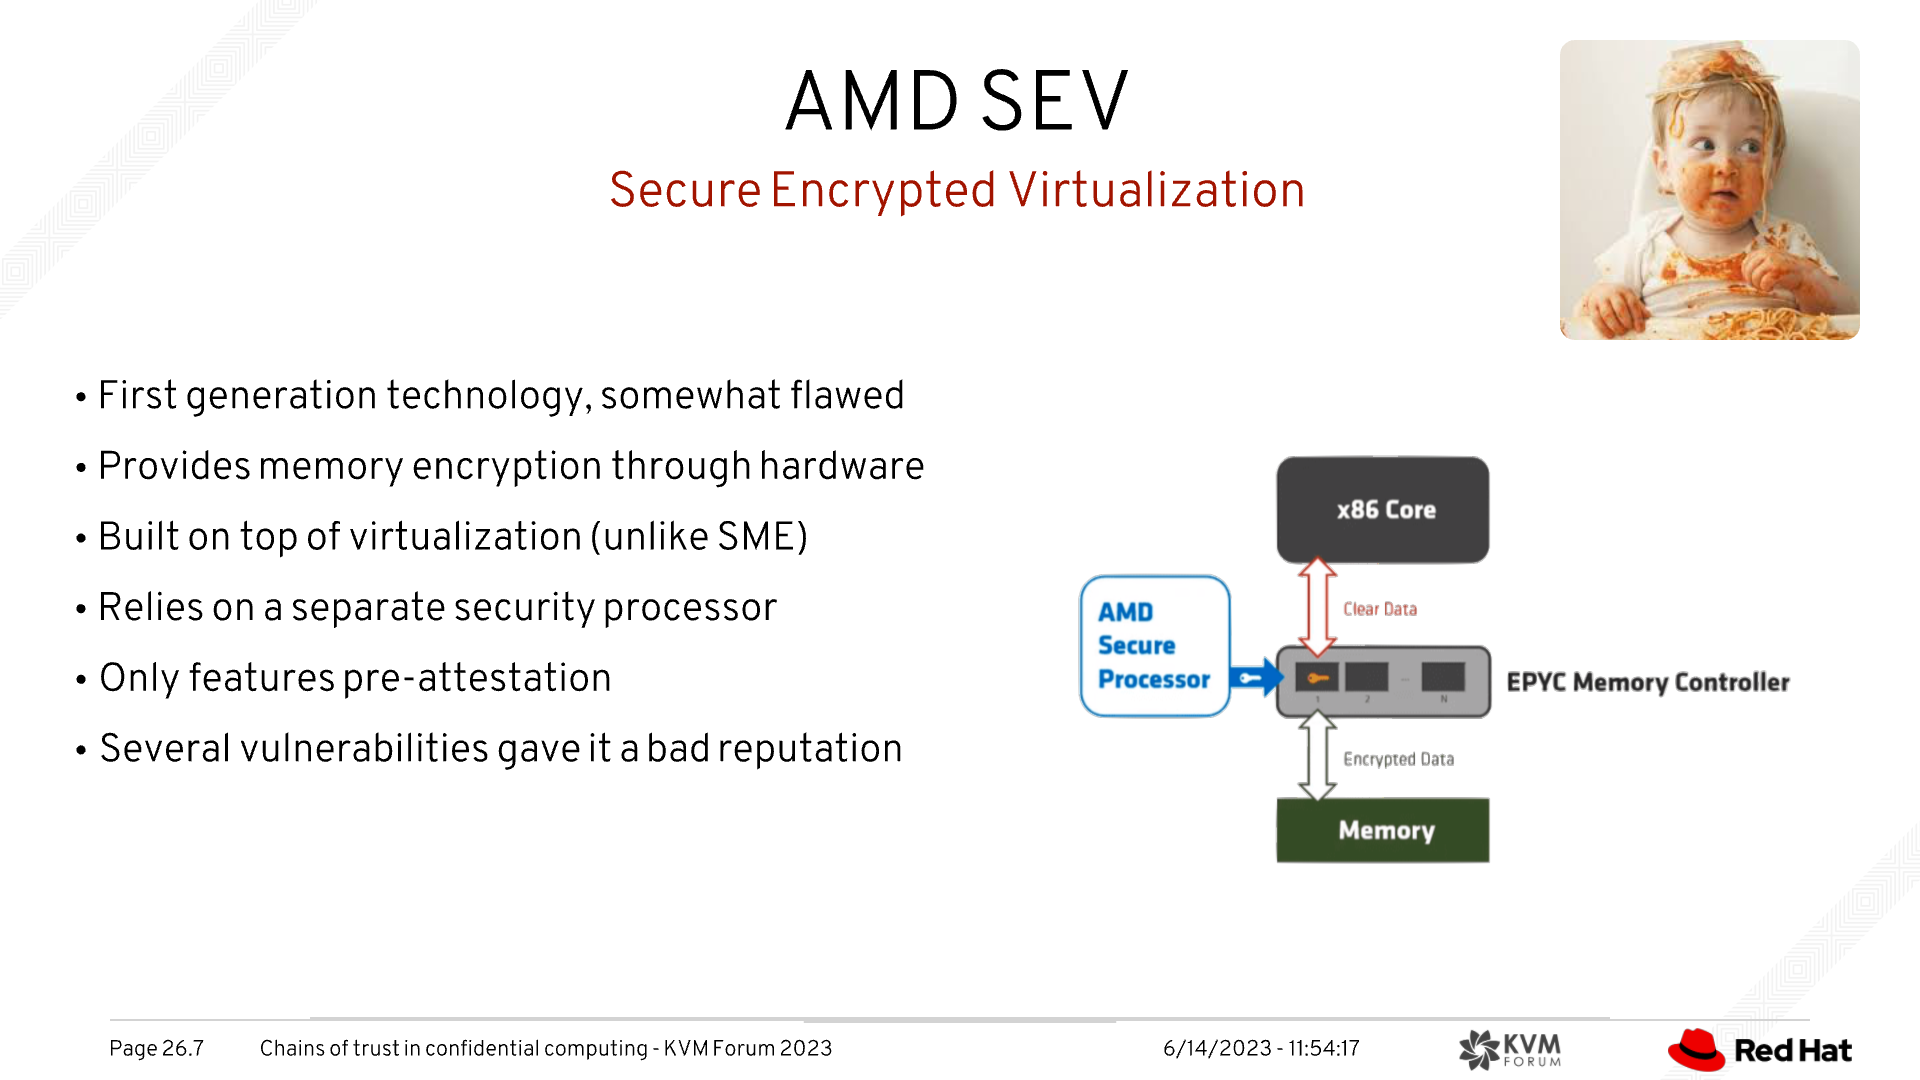 AMD SEV
Secure Encrypted Virtualization
• First generation technology, somewhat flawed
• Provides memory encryption through hardware
• Built on top of virtualization (unlike SME)
• Relies on a separate security processor
• Only features pre-attestation
• Several vulnerabilities gave it a bad reputation
x86 Core
Clear Data
AMD
Secure
Processor
1 2 ... N
EPYC Memory Controller
Encrypted Data
Memory
Page 26.7 Chains of trust in confidential computing - KVM Forum 2023 6/14/2023 - 11:54:17
KVM
FORUM
Red Hat